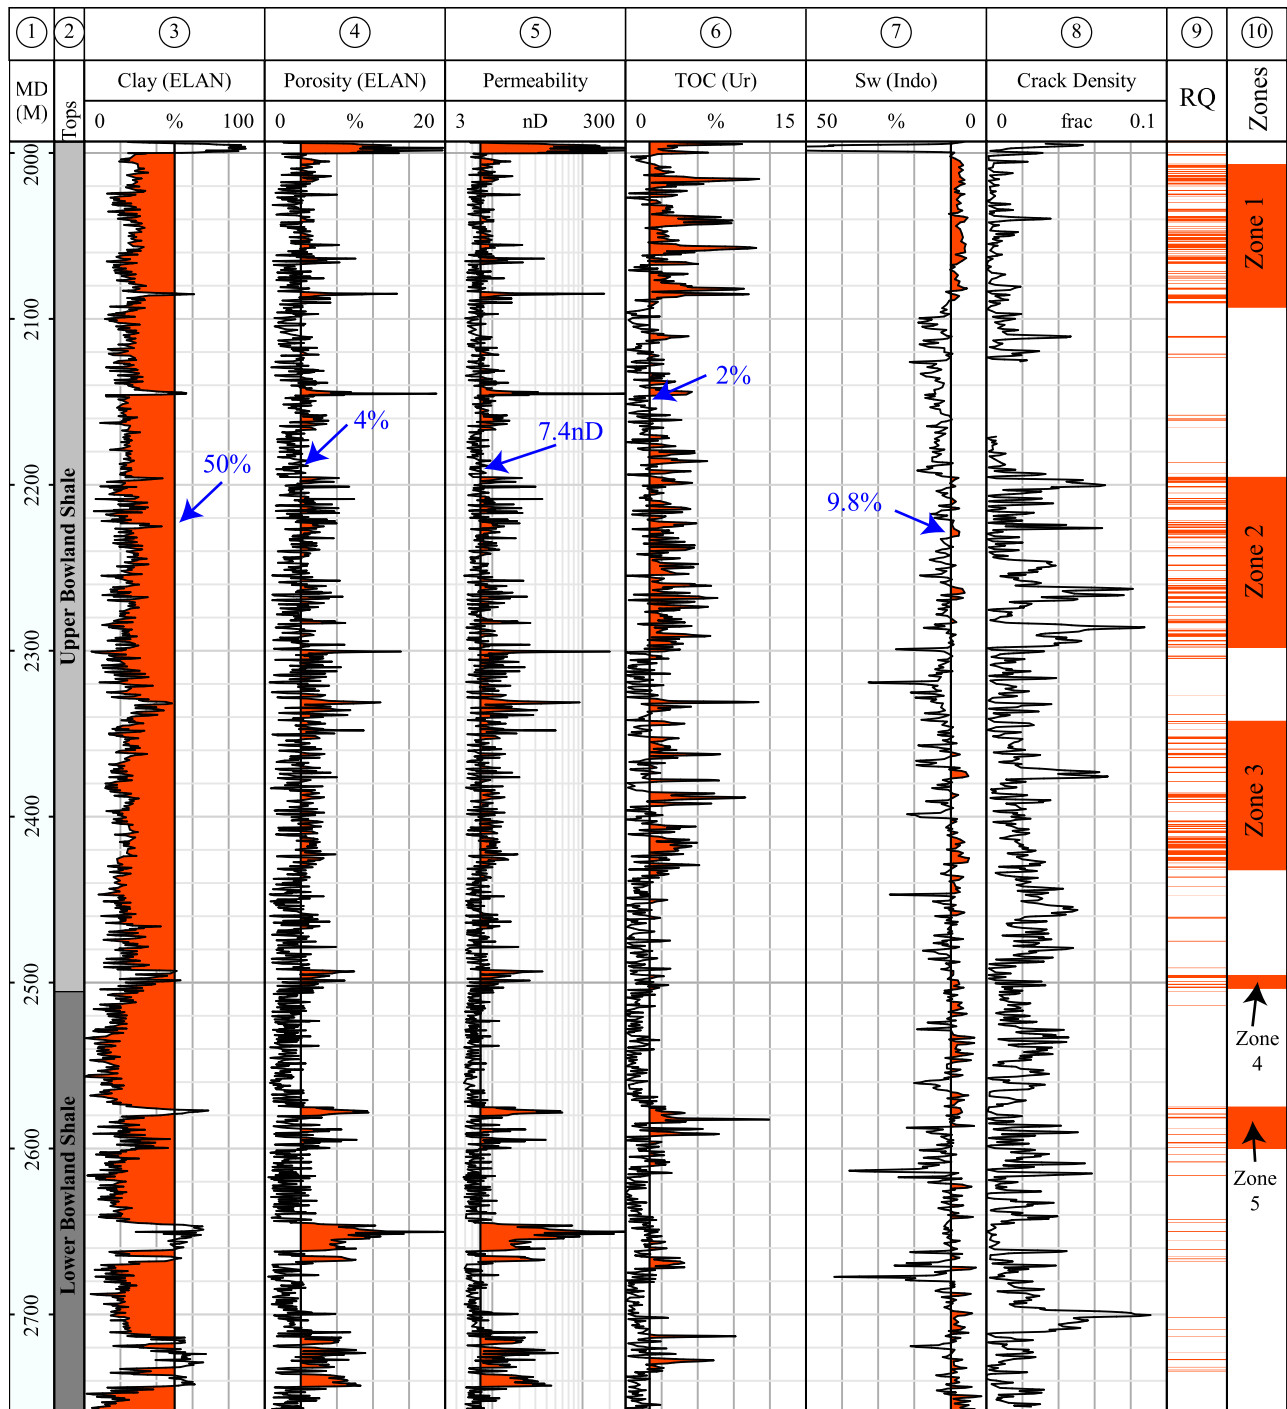 1 2 3 4 5 6 7 8 9 10
MD (M) Tops Clay (ELAN) Porosity (ELAN) Permeability TOC (Ur) Sw (Indo) Crack Density RQ Zones
0 % 100 0 % 20 3 nD 300 0 % 15 50 % 0 0 frac 0.1
2000
Zone 1
2100
2%
4%
7.4nD
50%
2200
9.8%
Zone 2
Upper Bowland Shale
2300
2400
Zone 3
2500
Zone
4
2600
Zone
5
Lower Bowland Shale
2700